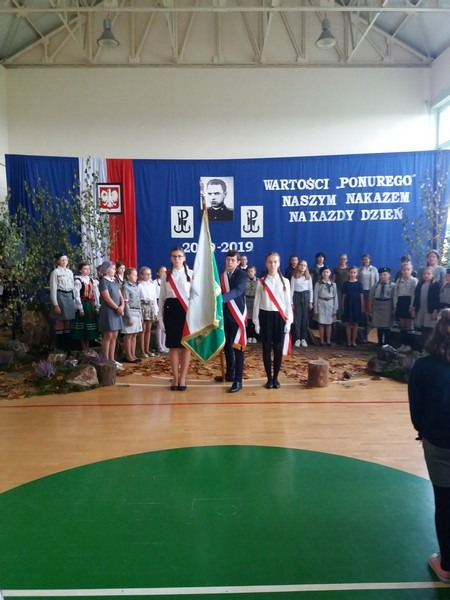 WARTOŚCI „PONUREGO"
NASZYM NAKAZEM
NA KAŻDY DZIEŃ
-2019